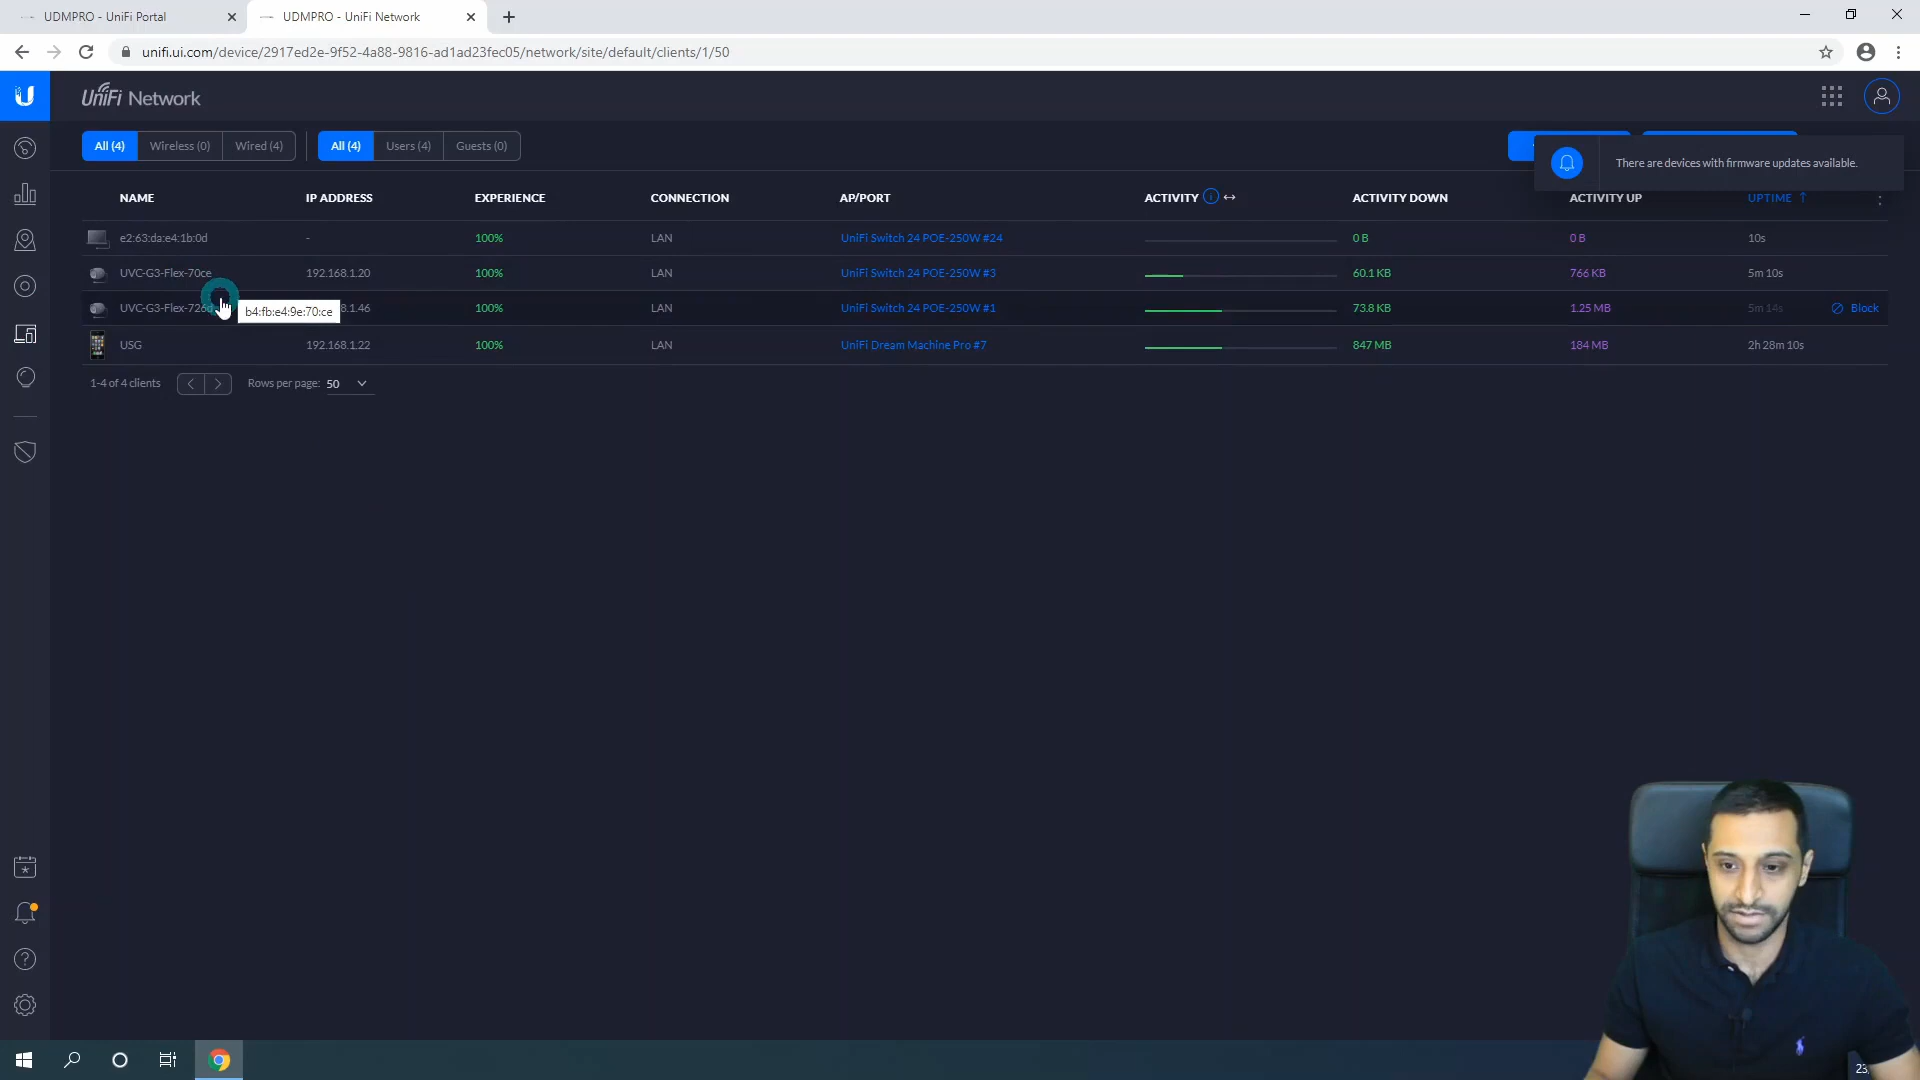 UDMPRO - UniFi Portal
UDMPRO - UniFi Network
unifi.ui.com/device/2917ed2e-9f52-4a88-9816-ad1ad23fec05/network/site/default/clients/1/50
U
UniFi Network
All (4) Wireless (0) Wired (4) All (4) Users (4) Guests (0)
There are devices with firmware updates available.
NAME IP ADDRESS EXPERIENCE CONNECTION AP/PORT ACTIVITY ACTIVITY DOWN ACTIVITY UP UPTIME
e2:63:da:e4:1b:0d - 100% LAN UniFi Switch 24 POE-250W #24 0 B 0 B 10s
UVC-G3-Flex-70ce 192.168.1.20 100% LAN UniFi Switch 24 POE-250W #3 60.1 KB 766 KB 5m 10s
UVC-G3-Flex-726d 8.1.46 100% LAN UniFi Switch 24 POE-250W #1 73.8 KB 1.25 MB 5m 14s Block
b4:fb:e4:9e:70:ce
USG 192.168.1.22 100% LAN UniFi Dream Machine Pro #7 847 MB 184 MB 2h 28m 10s
1-4 of 4 clients Rows per page: 50